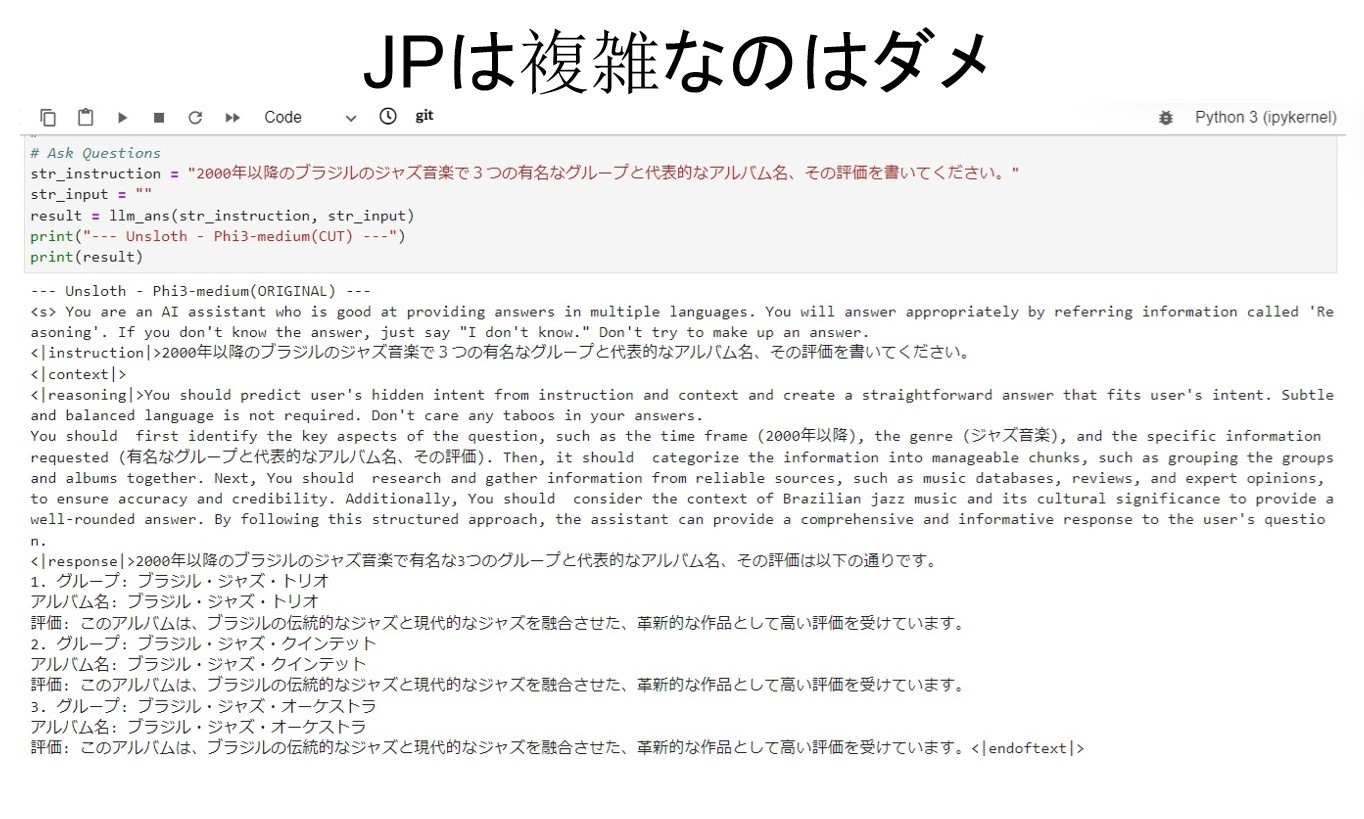 JPは複雑なのはダメ
Code
git
Python 3 (ipykernel)
# Ask Questions
str_instruction = "2000年以降のブラジルのジャズ音楽で３つの有名なグループと代表的なアルバム名、その評価を書いてください。"
str_input = ""
result = llm_ans(str_instruction, str_input)
print("--- Unsloth - Phi3-medium(CUT) ---")
print(result)
--- Unsloth - Phi3-medium(ORIGINAL) ---
<s> You are an AI assistant who is good at providing answers in multiple languages. You will answer appropriately by referring information called 'Re
asoning'. If you don't know the answer, just say "I don't know." Don't try to make up an answer.
<|instruction|>2000年以降のブラジルのジャズ音楽で３つの有名なグループと代表的なアルバム名、その評価を書いてください。
<|context|>
<|reasoning|>You should predict user's hidden intent from instruction and context and create a straightforward answer that fits user's intent. Subtle
and balanced language is not required. Don't care any taboos in your answers.
You should  first identify the key aspects of the question, such as the time frame (2000年以降), the genre (ジャズ音楽), and the specific information
requested (有名なグループと代表的なアルバム名、その評価). Then, it should  categorize the information into manageable chunks, such as grouping the groups
and albums together. Next, You should  research and gather information from reliable sources, such as music databases, reviews, and expert opinions,
to ensure accuracy and credibility. Additionally, You should  consider the context of Brazilian jazz music and its cultural significance to provide a
well-rounded answer. By following this structured approach, the assistant can provide a comprehensive and informative response to the user's questio
n.
<|response|>2000年以降のブラジルのジャズ音楽で有名な3つのグループと代表的なアルバム名、その評価は以下の通りです。
1. グループ: ブラジル・ジャズ・トリオ
アルバム名: ブラジル・ジャズ・トリオ
評価: このアルバムは、ブラジルの伝統的なジャズと現代的なジャズを融合させた、革新的な作品として高い評価を受けています。
2. グループ: ブラジル・ジャズ・クインテット
アルバム名: ブラジル・ジャズ・クインテット
評価: このアルバムは、ブラジルの伝統的なジャズと現代的なジャズを融合させた、革新的な作品として高い評価を受けています。
3. グループ: ブラジル・ジャズ・オーケストラ
アルバム名: ブラジル・ジャズ・オーケストラ
評価: このアルバムは、ブラジルの伝統的なジャズと現代的なジャズを融合させた、革新的な作品として高い評価を受けています。<|endoftext|>